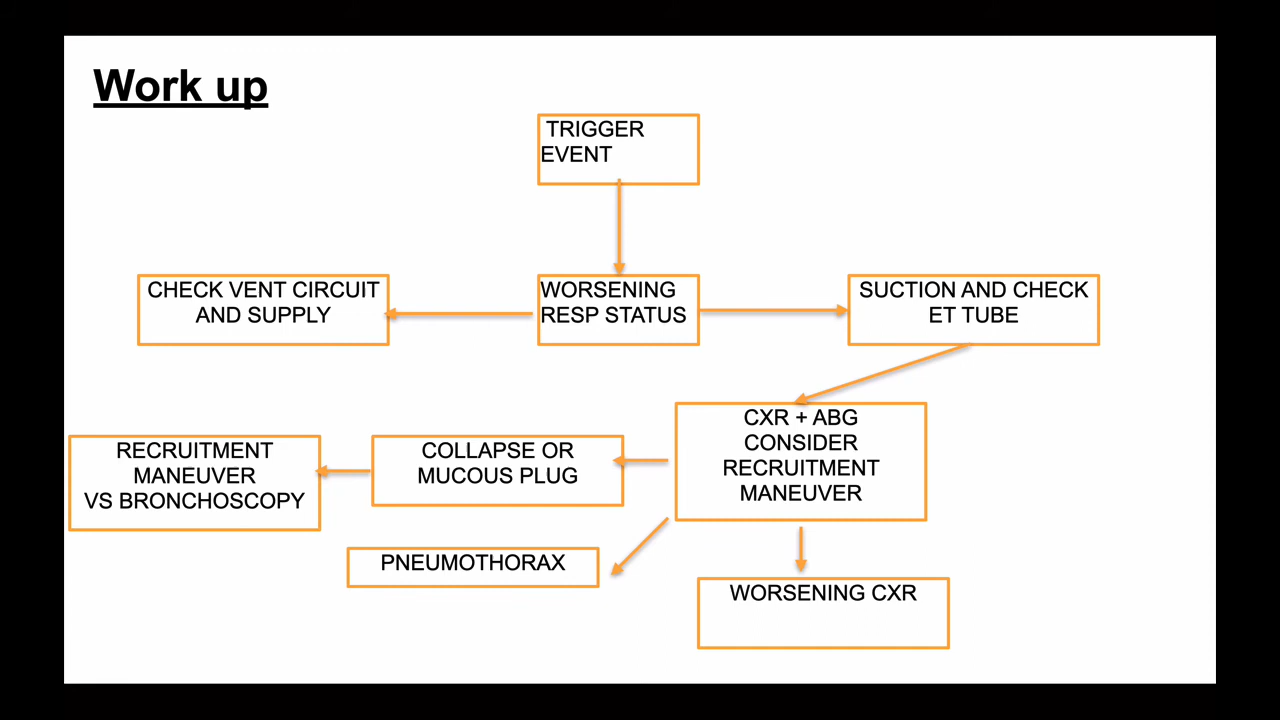 Work up
TRIGGER
EVENT
CHECK VENT CIRCUIT
AND SUPPLY
WORSENING
RESP STATUS
SUCTION AND CHECK
ET TUBE
CXR + ABG
CONSIDER
RECRUITMENT
MANEUVER
COLLAPSE OR
MUCOUS PLUG
RECRUITMENT
MANEUVER
VS BRONCHOSCOPY
PNEUMOTHORAX
WORSENING CXR